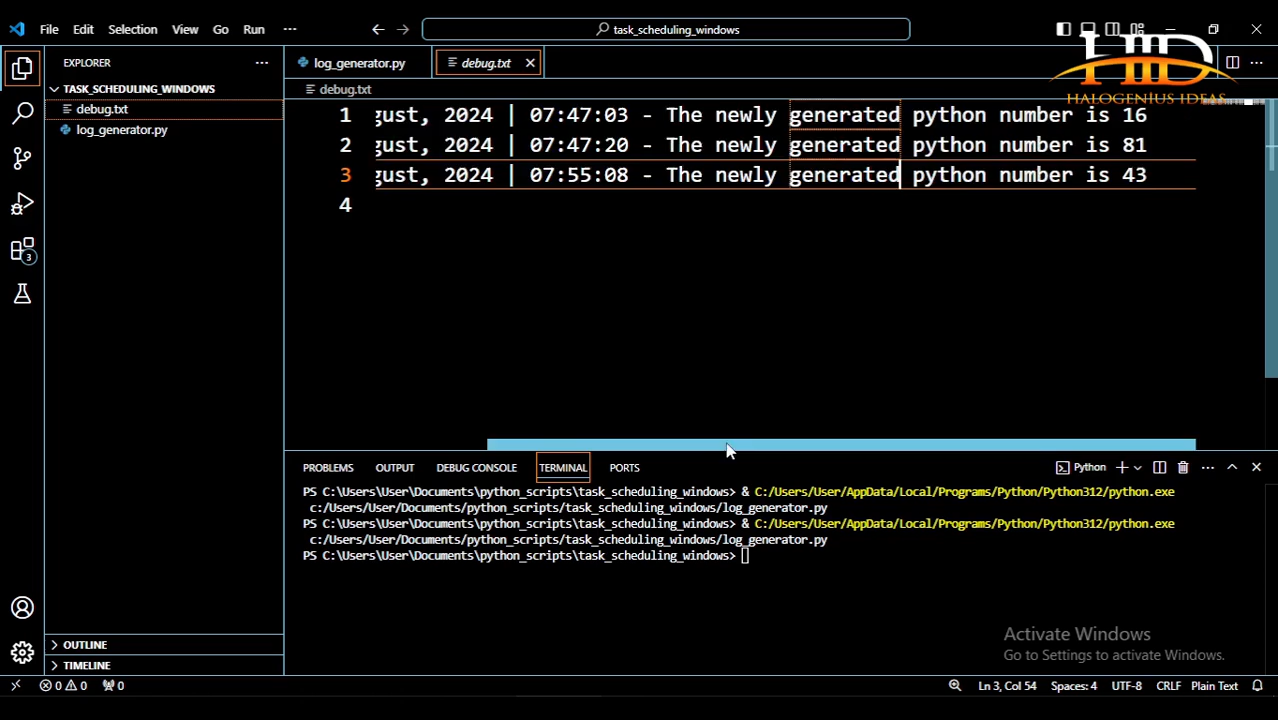 File Edit Selection View Go Run ···
task_scheduling_windows
HID
HALOGENIUS IDEAS
EXPLORER
log_generator.py
debug.txt
TASK_SCHEDULING_WINDOWS
debug.txt
log_generator.py
debug.txt
1 gust, 2024 | 07:47:03 - The newly generated python number is 16
2 gust, 2024 | 07:47:20 - The newly generated python number is 81
3 gust, 2024 | 07:55:08 - The newly generated python number is 43
4
3
PROBLEMS OUTPUT DEBUG CONSOLE TERMINAL PORTS
Python
PS C:\Users\User\Documents\python_scripts\task_scheduling_windows> & C:/Users/User/AppData/Local/Programs/Python/Python312/python.exe
c:/Users/User/Documents/python_scripts/task_scheduling_windows/log_generator.py
PS C:\Users\User\Documents\python_scripts\task_scheduling_windows> & C:/Users/User/AppData/Local/Programs/Python/Python312/python.exe
c:/Users/User/Documents/python_scripts/task_scheduling_windows/log_generator.py
PS C:\Users\User\Documents\python_scripts\task_scheduling_windows>
OUTLINE
TIMELINE
Activate Windows
Go to Settings to activate Windows.
0 0 0
Ln 3, Col 54 Spaces: 4 UTF-8 CRLF Plain Text